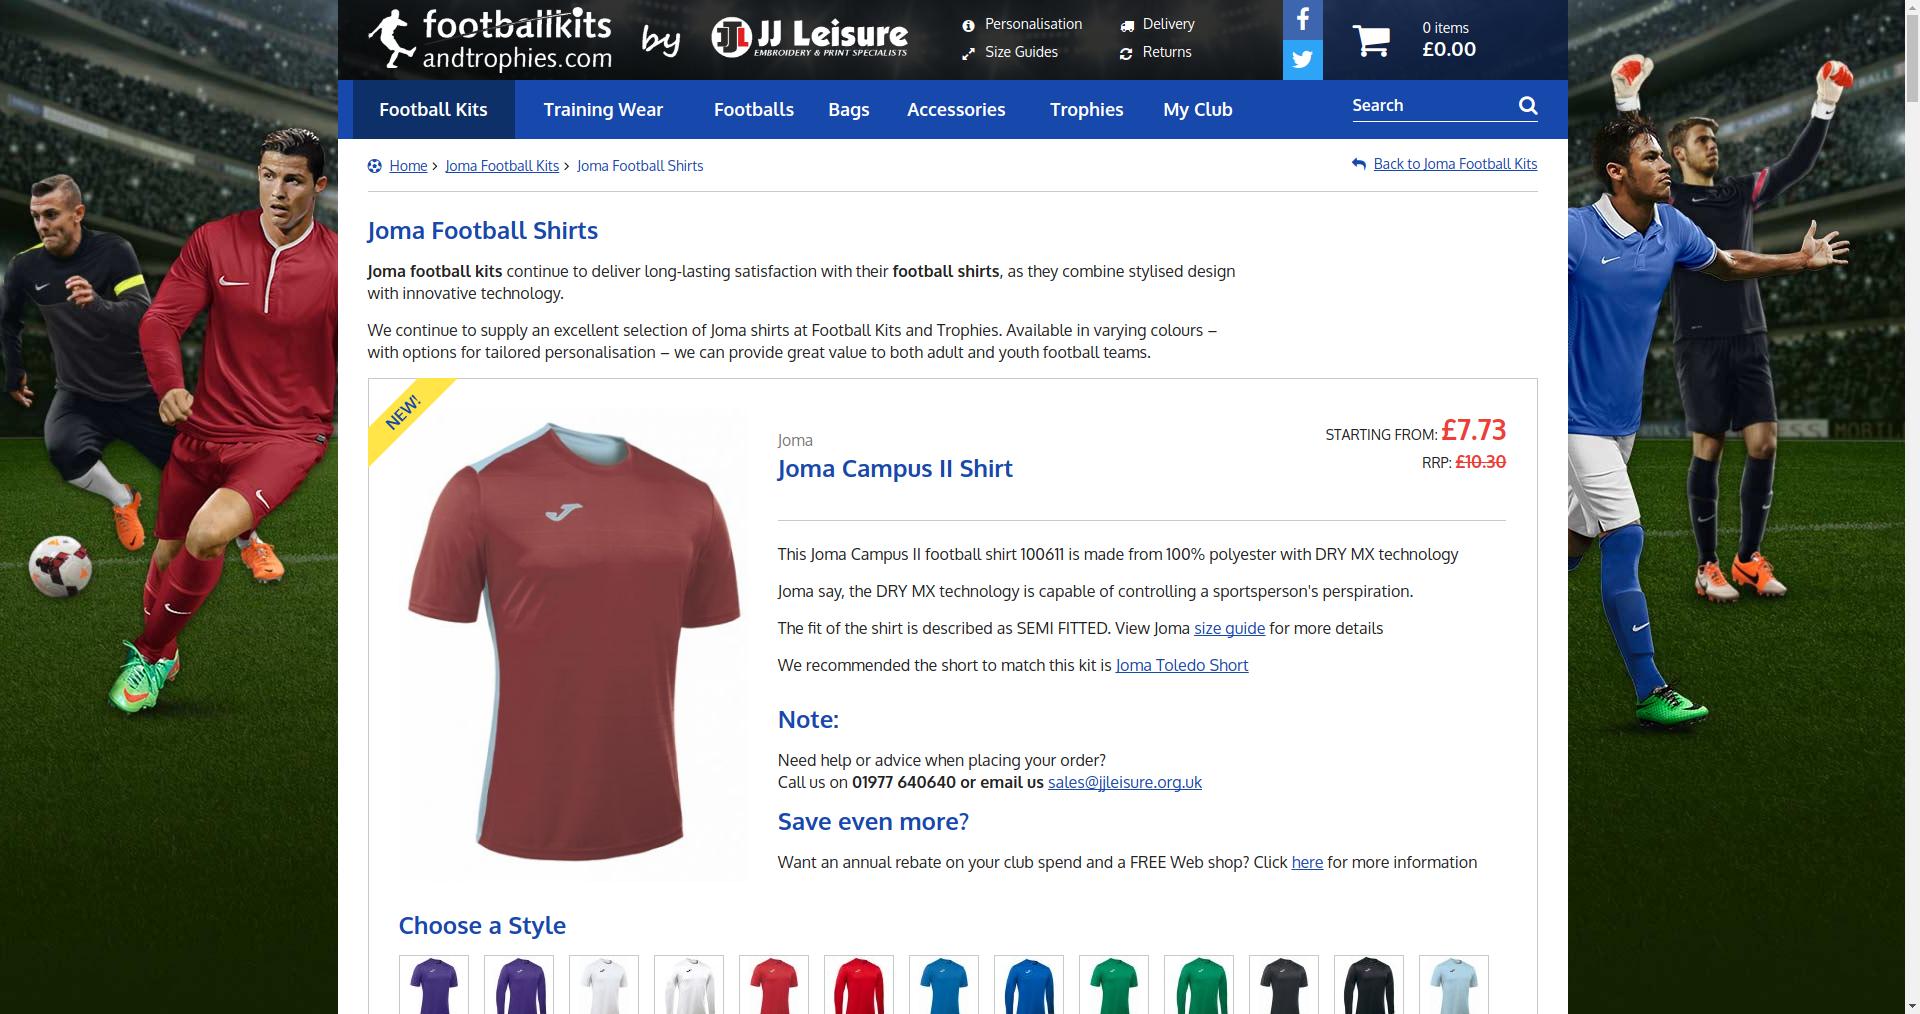 footballkits
andtrophies.com
by
JJ Leisure
EMBROIDERY & PRINT SPECIALISTS
Personalisation
Delivery
Size Guides
Returns
0 items
£0.00
Football Kits
Training Wear
Footballs
Bags
Accessories
Trophies
My Club
Search
Home
Joma Football Kits
Joma Football Shirts
Back to Joma Football Kits
Joma Football Shirts
Joma football kits continue to deliver long-lasting satisfaction with their football shirts, as they combine stylised design
with innovative technology.
We continue to supply an excellent selection of Joma shirts at Football Kits and Trophies. Available in varying colours –
with options for tailored personalisation – we can provide great value to both adult and youth football teams.
NEW!
Joma
Joma Campus II Shirt
STARTING FROM: £7.73
RRP: £10.30
This Joma Campus II football shirt 100611 is made from 100% polyester with DRY MX technology
Joma say, the DRY MX technology is capable of controlling a sportsperson's perspiration.
The fit of the shirt is described as SEMI FITTED. View Joma size guide for more details
We recommended the short to match this kit is Joma Toledo Short
Note:
Need help or advice when placing your order?
Call us on 01977 640640 or email us sales@jjleisure.org.uk
Save even more?
Want an annual rebate on your club spend and a FREE Web shop? Click here for more information
Choose a Style